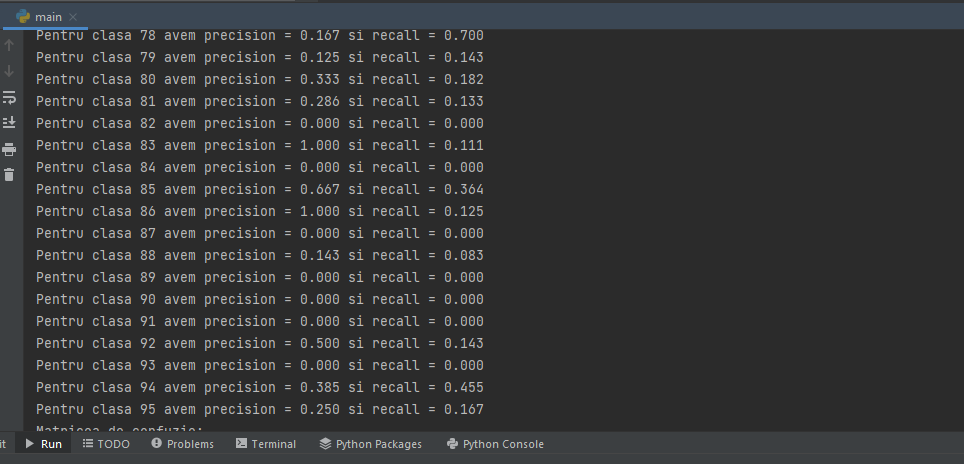 main
Pentru clasa 78 avem precision = 0.167 si recall = 0.700
Pentru clasa 79 avem precision = 0.125 si recall = 0.143
Pentru clasa 80 avem precision = 0.333 si recall = 0.182
Pentru clasa 81 avem precision = 0.286 si recall = 0.133
Pentru clasa 82 avem precision = 0.000 si recall = 0.000
Pentru clasa 83 avem precision = 1.000 si recall = 0.111
Pentru clasa 84 avem precision = 0.000 si recall = 0.000
Pentru clasa 85 avem precision = 0.667 si recall = 0.364
Pentru clasa 86 avem precision = 1.000 si recall = 0.125
Pentru clasa 87 avem precision = 0.000 si recall = 0.000
Pentru clasa 88 avem precision = 0.143 si recall = 0.083
Pentru clasa 89 avem precision = 0.000 si recall = 0.000
Pentru clasa 90 avem precision = 0.000 si recall = 0.000
Pentru clasa 91 avem precision = 0.000 si recall = 0.000
Pentru clasa 92 avem precision = 0.500 si recall = 0.143
Pentru clasa 93 avem precision = 0.000 si recall = 0.000
Pentru clasa 94 avem precision = 0.385 si recall = 0.455
Pentru clasa 95 avem precision = 0.250 si recall = 0.167
Matricea de confuzie:
it Run TODO Problems Terminal Python Packages Python Console